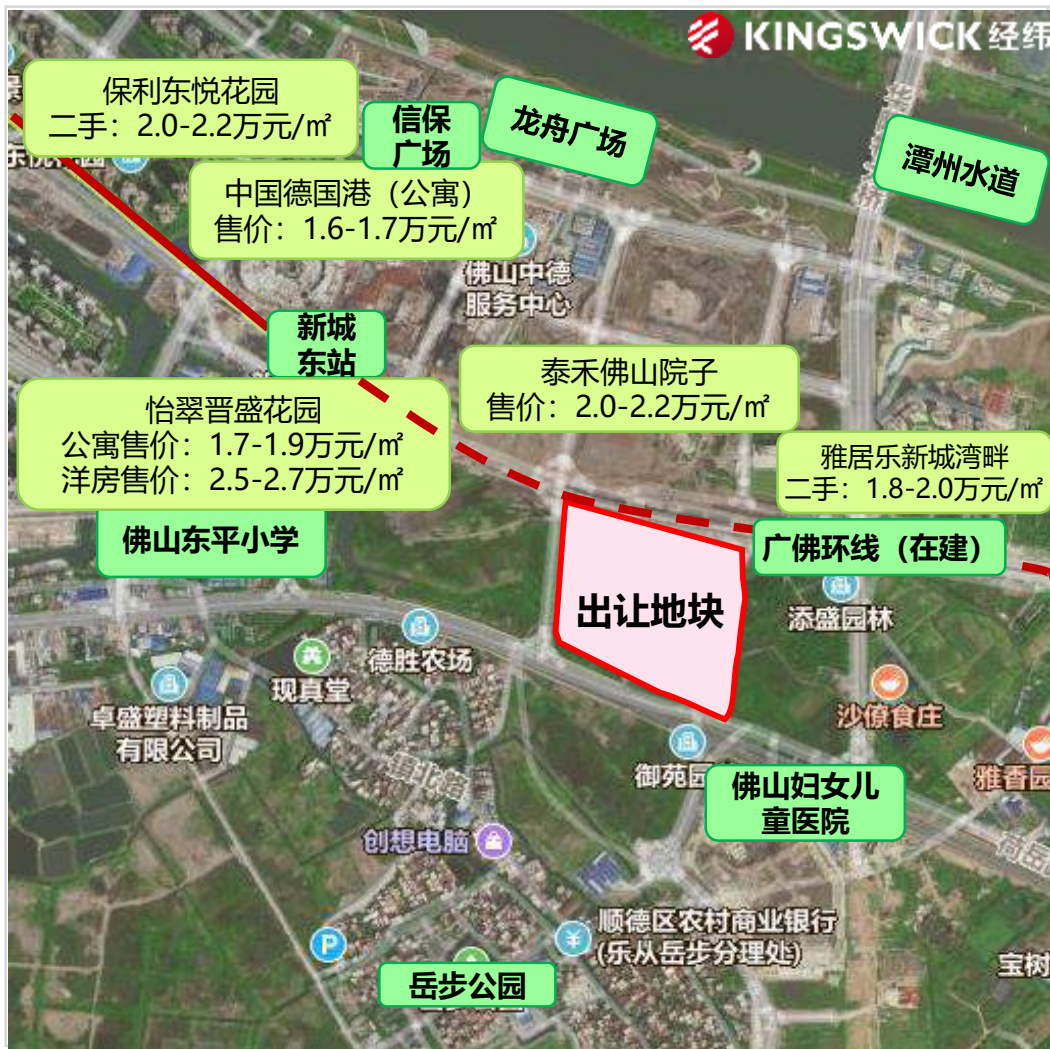 KINGSWICK 经纬
保利东悦花园
二手：2.0-2.2万元/㎡
信保
广场
龙舟广场
潭州水道
中国德国港（公寓）
售价：1.6-1.7万元/㎡
佛山中德
服务中心
新城
东站
泰禾佛山院子
售价：2.0-2.2万元/㎡
怡翠晋盛花园
公寓售价：1.7-1.9万元/㎡
洋房售价：2.5-2.7万元/㎡
雅居乐新城湾畔
二手：1.8-2.0万元/㎡
佛山东平小学
广佛环线（在建）
出让地块
添盛园林
德胜农场
现真堂
卓盛塑料制品
有限公司
沙僚食庄
御苑园
雅香园
佛山妇女儿
童医院
创想电脑
P
顺德区农村商业银行
(乐从岳步分理处)
岳步公园
宝树